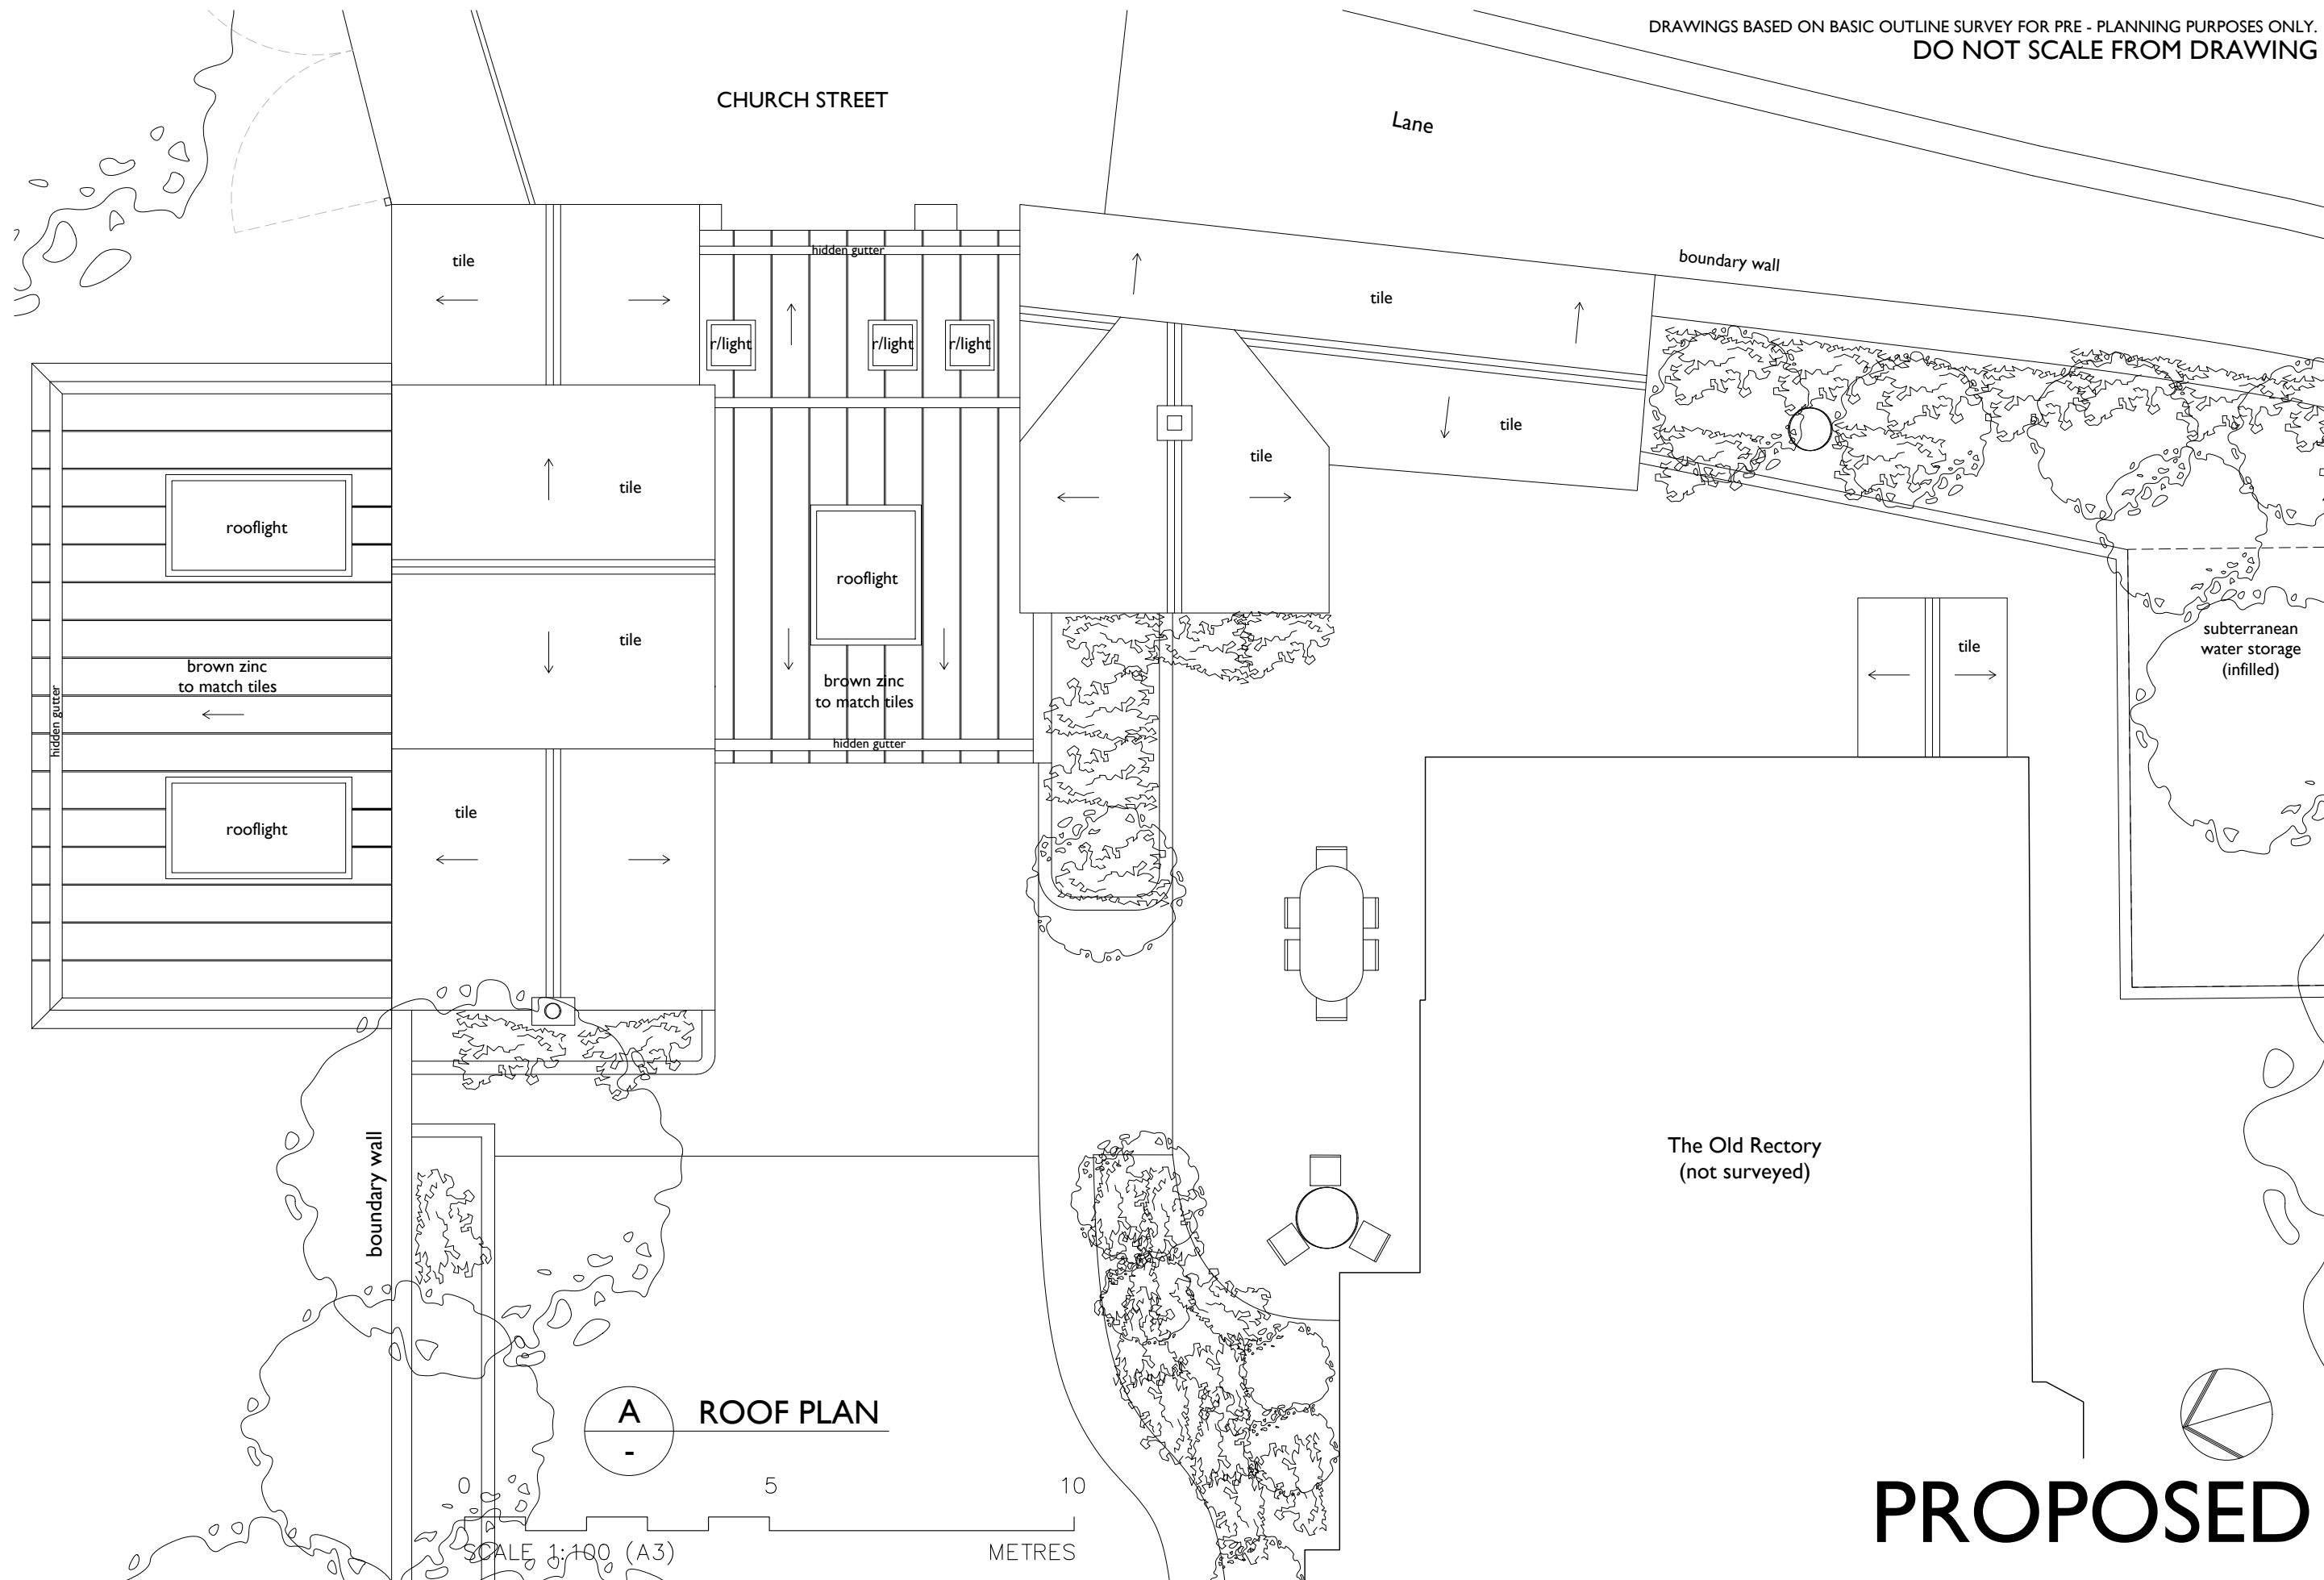 DRAWINGS BASED ON BASIC OUTLINE SURVEY FOR PRE - PLANNING PURPOSES ONLY.
DO NOT SCALE FROM DRAWING
CHURCH STREET
Lane
boundary wall
tile
hidden gutter
tile
r/light
r/light
r/light
tile
tile
tile
rooflight
rooflight
tile
brown zinc
to match tiles
hidden gutter
brown zinc
to match tiles
hidden gutter
tile
subterranean
water storage
(infilled)
tile
rooflight
tile
boundary wall
The Old Rectory
(not surveyed)
A
-
ROOF PLAN
0
5
10
SCALE 1:100 (A3)
METRES
PROPOSED